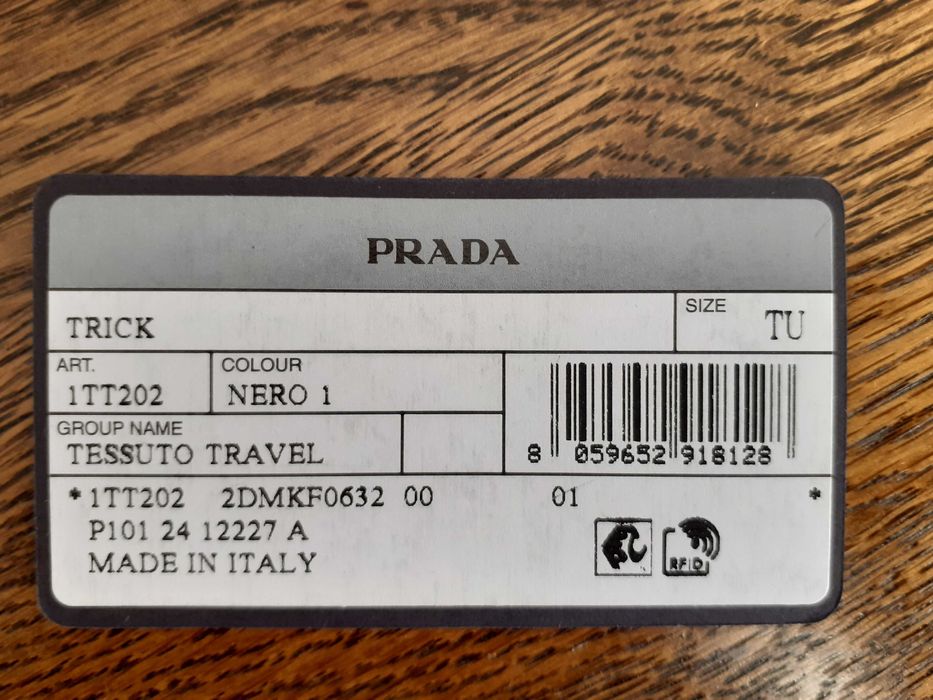 PRADA
TRICK
SIZE TU
ART.
1TT202
COLOUR
NERO 1
GROUP NAME
TESSUTO TRAVEL
8 059652 918128
* 1TT202 2DMKF0632 00 01 *
P101 24 12227 A
MADE IN ITALY
RFID